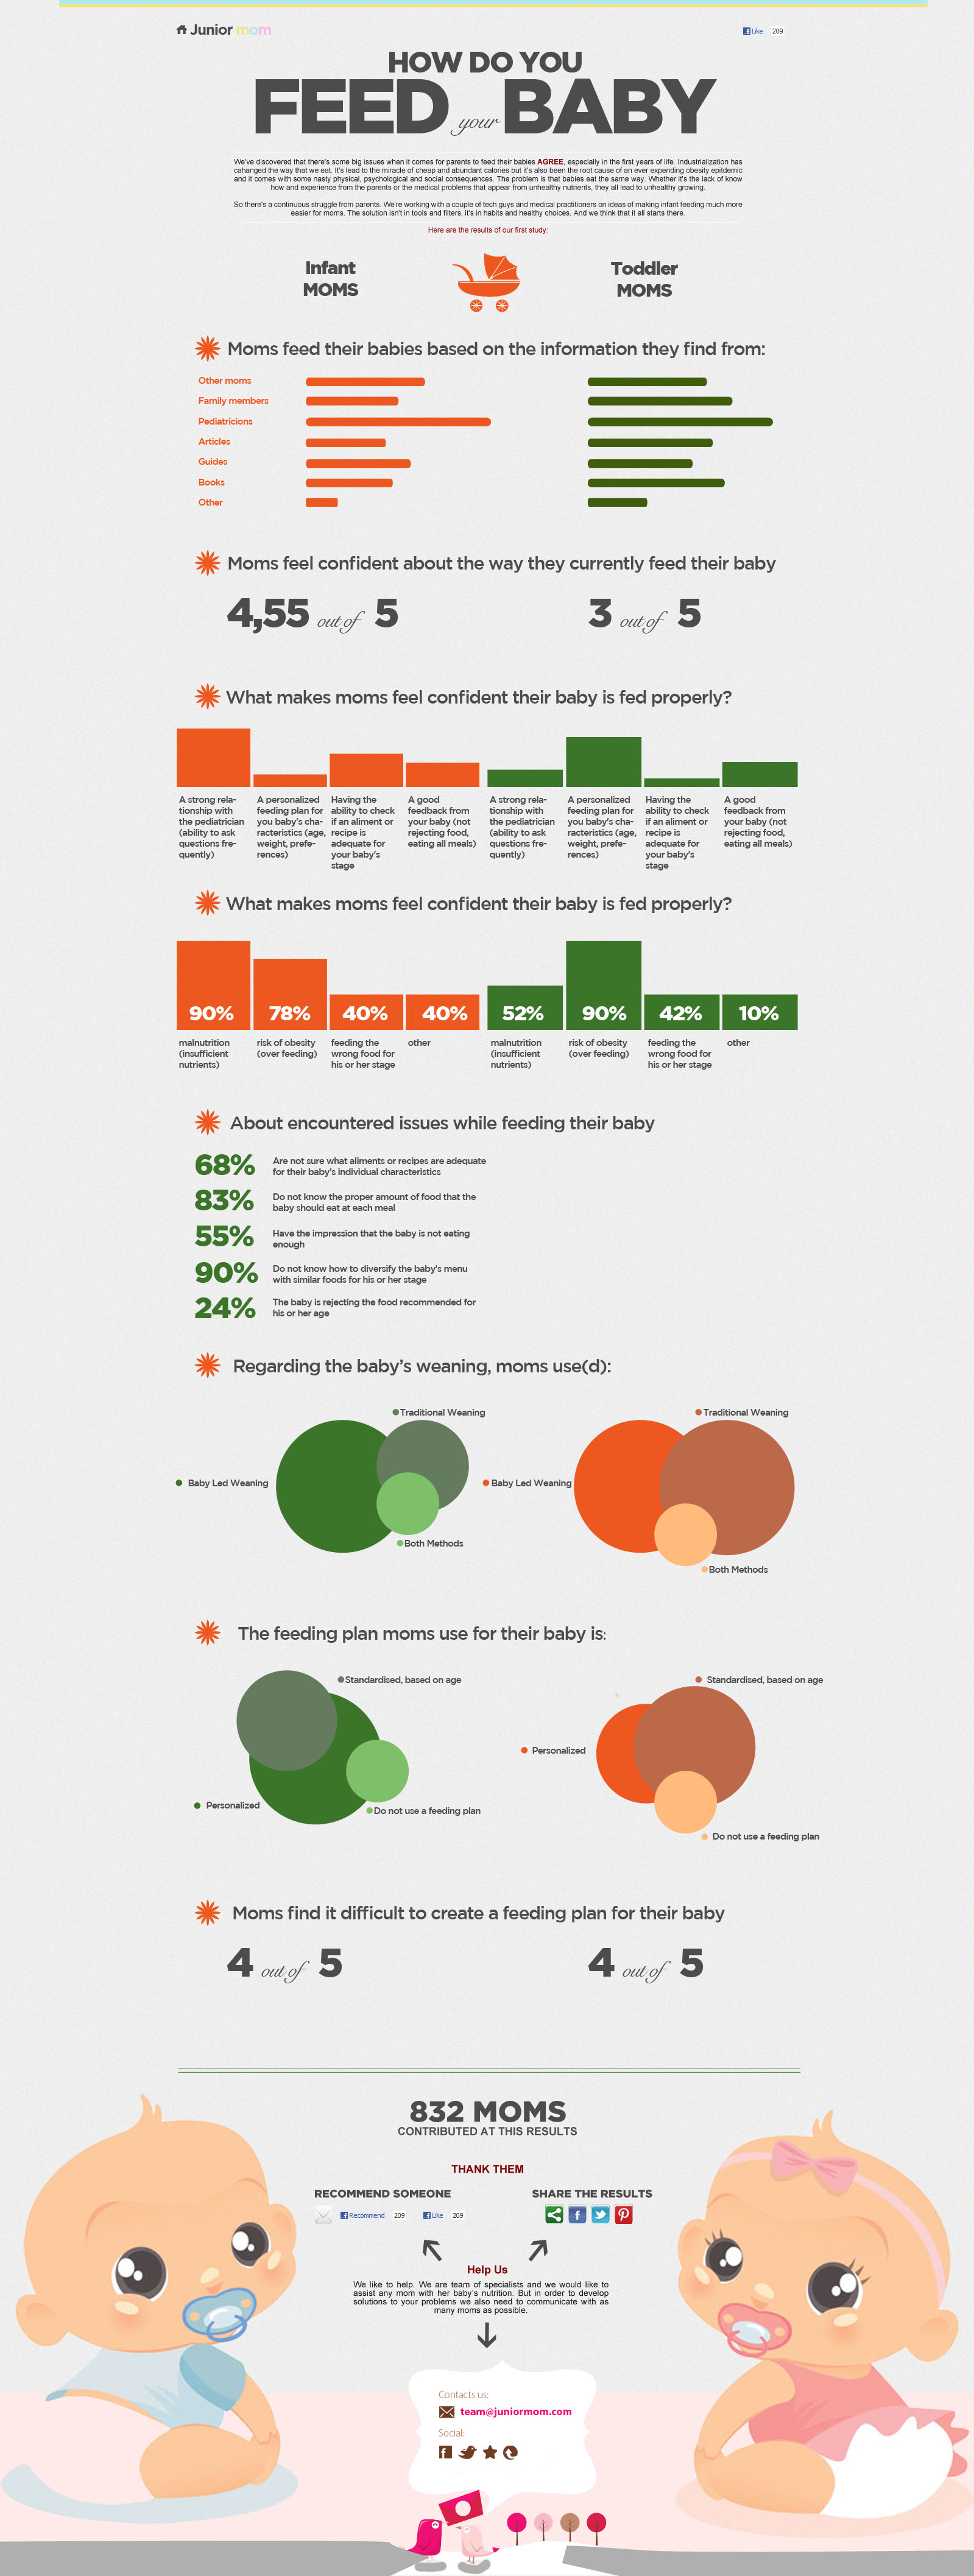 Junior mom
Like 209
HOW DO YOU
FEED your BABY
We've discovered that there's some big issues when it comes for parents to feed their babies AGREE, especially in the first years of life. Industrialization has
cahanged the way that we eat. It's lead to the miracle of cheap and abundant calories but it's also been the root cause of an ever expending obesity epitdemic
and it comes with some nasty physical, psychological and social consequences. The problem is that babies eat the same way. Whether it's the lack of know
how and experience from the parents or the medical problems that appear from unhealthy nutrients, they all lead to unhealthy growing.
So there's a continuous struggle from parents. We're working with a couple of tech guys and medical practitioners on ideas of making infant feeding much more
easier for moms. The solution isn't in tools and filters, it's in habits and healthy choices. And we think that it all starts there.
Here are the results of our first study:
Infant
MOMS
Toddler
MOMS
Moms feed their babies based on the information they find from:
Other moms
Family members
Pediatricions
Articles
Guides
Books
Other
Moms feel confident about the way they currently feed their baby
4,55 out of 5
3 out of 5
What makes moms feel confident their baby is fed properly?
A strong rela-
tionship with
the pediatrician
(ability to ask
questions fre-
quently)
A personalized
feeding plan for
you baby's cha-
racteristics (age,
weight, prefe-
rences)
Having the
ability to check
if an aliment or
recipe is
adequate for
your baby's
stage
A good
feedback from
your baby (not
rejecting food,
eating all meals)
A strong rela-
tionship with
the pediatrician
(ability to ask
questions fre-
quently)
A personalized
feeding plan for
you baby's cha-
racteristics (age,
weight, prefe-
rences)
Having the
ability to check
if an aliment or
recipe is
adequate for
your baby's
stage
A good
feedback from
your baby (not
rejecting food,
eating all meals)
What makes moms feel confident their baby is fed properly?
90%
78%
40%
40%
52%
90%
42%
10%
malnutrition
(insufficient
nutrients)
risk of obesity
(over feeding)
feeding the
wrong food for
his or her stage
other
malnutrition
(insufficient
nutrients)
risk of obesity
(over feeding)
feeding the
wrong food for
his or her stage
other
About encountered issues while feeding their baby
68%
Are not sure what aliments or recipes are adequate
for their baby's individual characteristics
83%
Do not know the proper amount of food that the
baby should eat at each meal
55%
Have the impression that the baby is not eating
enough
90%
Do not know how to diversify the baby's menu
with similar foods for his or her stage
24%
The baby is rejecting the food recommended for
his or her age
Regarding the baby's weaning, moms use(d):
Traditional Weaning
Baby Led Weaning
Both Methods
Traditional Weaning
Baby Led Weaning
Both Methods
The feeding plan moms use for their baby is:
Standardised, based on age
Personalized
Do not use a feeding plan
Standardised, based on age
Personalized
Do not use a feeding plan
Moms find it difficult to create a feeding plan for their baby
4 out of 5
4 out of 5
832 MOMS
CONTRIBUTED AT THIS RESULTS
THANK THEM
RECOMMEND SOMEONE
Recommend 209 Like 209
SHARE THE RESULTS
Help Us
We like to help. We are team of specialists and we would like to
assist any mom with her baby's nutrition. But in order to develop
solutions to your problems we also need to communicate with as
many moms as possible.
Contacts us:
team@juniormom.com
Social: